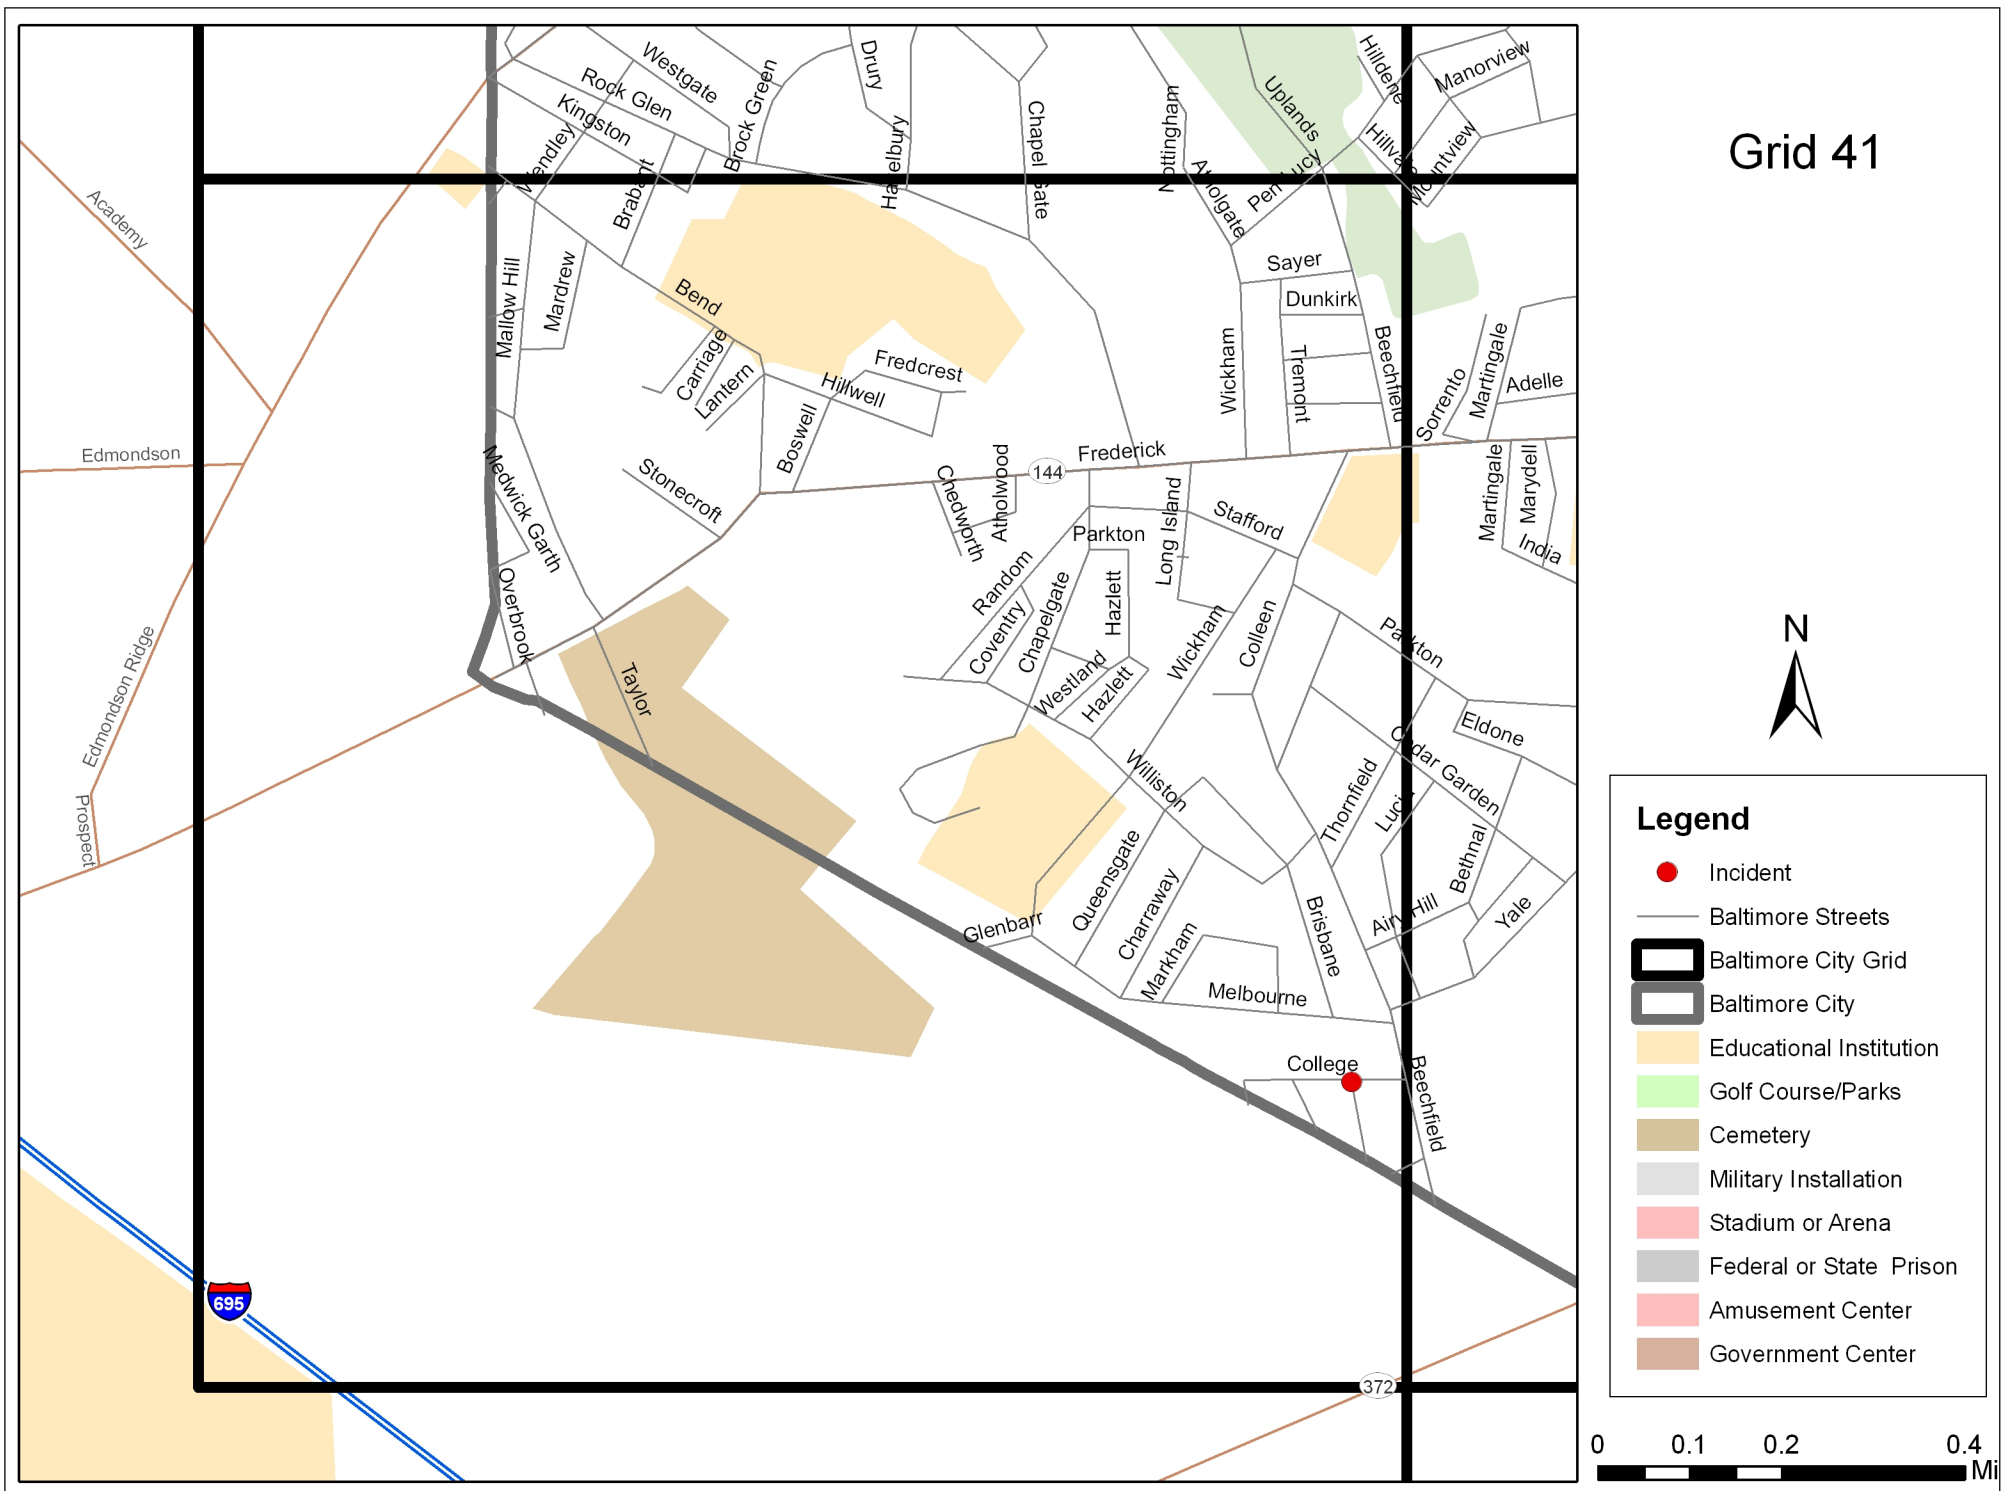 Grid 41
Westgate
Rock Glen
Kingston
Wendley
Brabant
Brock Green
Drury
Hazelbury
Chapel Gate
Nottingham
Atholgate
Uplands
Pen Lucy
Hilldene
Manorview
Hillvale
Mountview
Academy
Edmondson
Edmondson Ridge
Prospect
Mallow Hill
Mardrew
Bend
Carriage
Lantern
Fredcrest
Hillwell
Boswell
Sayer
Dunkirk
Wickham
Tremont
Beechfield
Sorrento
Martingale
Adelle
Medwick Garth
Stonecroft
Chedworth
Atholwood
144
Frederick
Parkton
Long Island
Stafford
Martingale
Marydell
India
Overbrook
Taylor
Random
Coventry
Chapelgate
Hazlett
Westland
Hazlett
Wickham
Colleen
Parkton
Eldone
Cedar Garden
Williston
Thornfield
Lucia
Bethnal
Queensgate
Charraway
Markham
Glenbarr
Brisbane
Airy Hill
Yale
Melbourne
College
Beechfield
695
372
N
Legend
Incident
Baltimore Streets
Baltimore City Grid
Baltimore City
Educational Institution
Golf Course/Parks
Cemetery
Military Installation
Stadium or Arena
Federal or State Prison
Amusement Center
Government Center
0 0.1 0.2 0.4
Mi